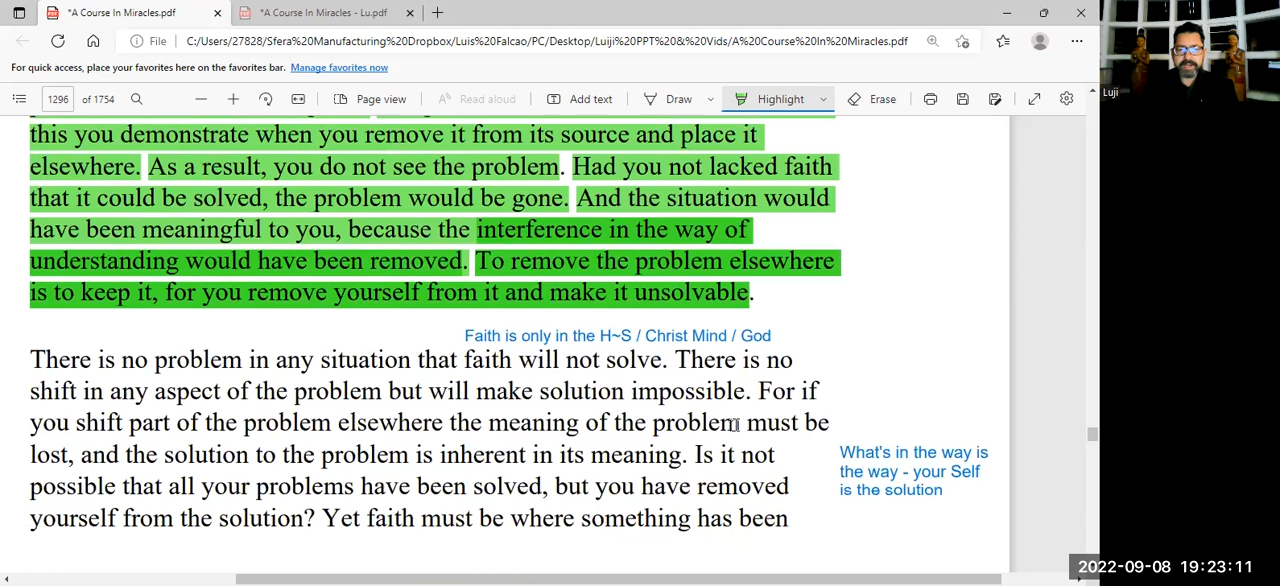 *A Course In Miracles.pdf
*A Course In Miracles - Lu.pdf
File
C:/Users/27828/Sfera%20Manufacturing%20Dropbox/Luis%20Falcao/PC/Desktop/Luiji%20PPT%20&%20Vids/A%20Course%20In%20Miracles.pdf
For quick access, place your favorites here on the favorites bar. Manage favorites now
1296 of 1754
Page view
Read aloud
Add text
Draw
Highlight
Erase
Luji
this you demonstrate when you remove it from its source and place it
elsewhere. As a result, you do not see the problem. Had you not lacked faith
that it could be solved, the problem would be gone. And the situation would
have been meaningful to you, because the interference in the way of
understanding would have been removed. To remove the problem elsewhere
is to keep it, for you remove yourself from it and make it unsolvable.
Faith is only in the H~S / Christ Mind / God
There is no problem in any situation that faith will not solve. There is no
shift in any aspect of the problem but will make solution impossible. For if
you shift part of the problem elsewhere the meaning of the problem must be
lost, and the solution to the problem is inherent in its meaning. Is it not
possible that all your problems have been solved, but you have removed
yourself from the solution? Yet faith must be where something has been
What's in the way is
the way - your Self
is the solution
2022-09-08 19:23:11